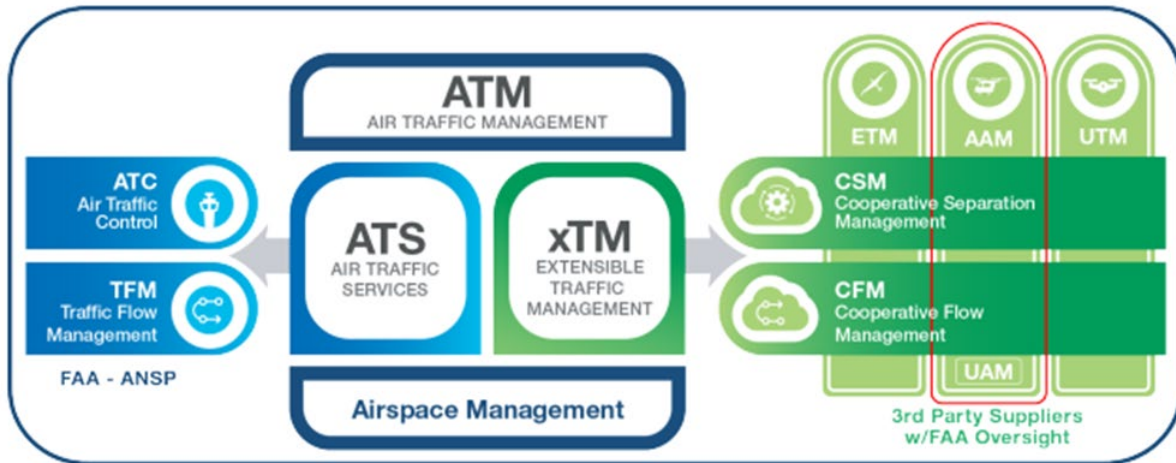 ATM
AIR TRAFFIC MANAGEMENT
ATC
Air Traffic
Control
TFM
Traffic Flow
Management
FAA - ANSP
ATS
AIR TRAFFIC
SERVICES
xTM
EXTENSIBLE
TRAFFIC
MANAGEMENT
Airspace Management
ETM
AAM
UTM
CSM
Cooperative Separation
Management
CFM
Cooperative Flow
Management
UAM
3rd Party Suppliers
w/FAA Oversight